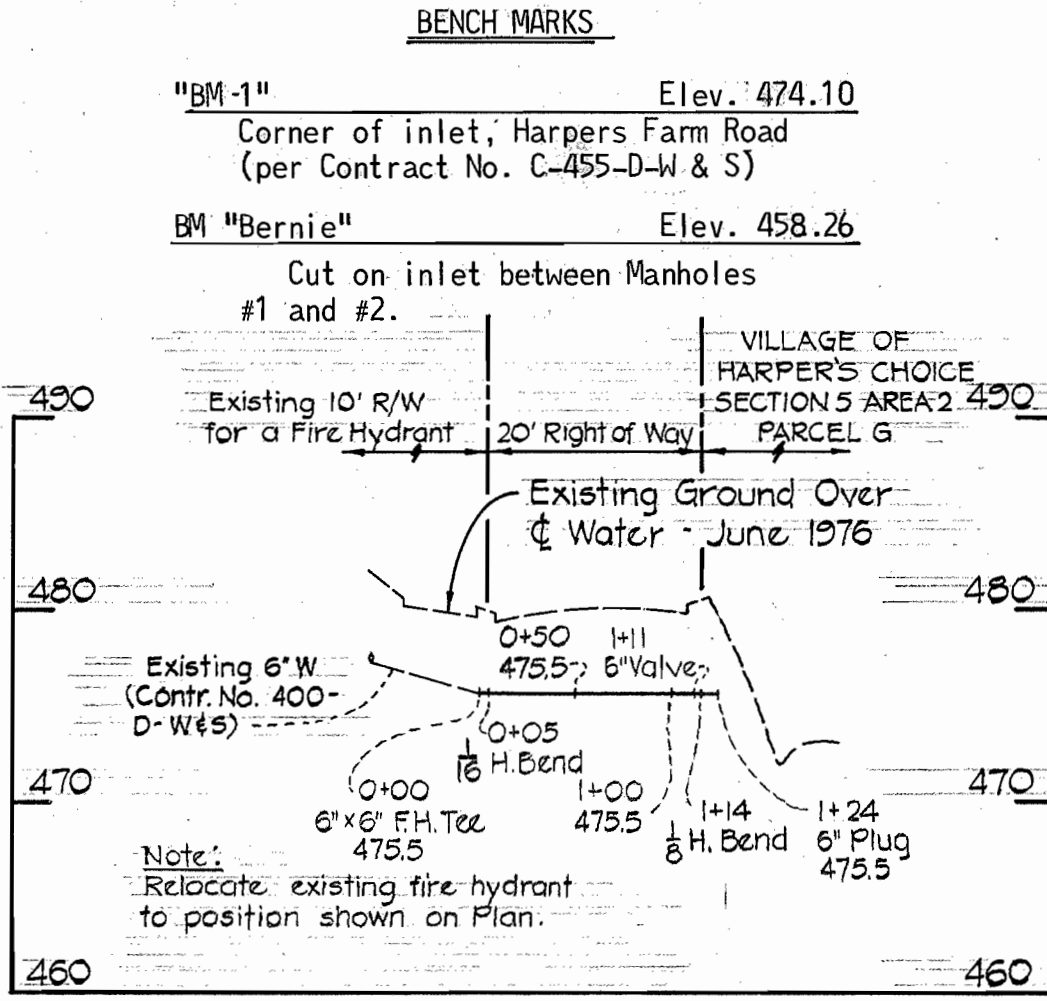 BENCH MARKS
"BM-1" Elev. 474.10
Corner of inlet, Harpers Farm Road
(per Contract No. C-455-D-W & S)
BM "Bernie" Elev. 458.26
Cut on inlet between Manholes
#1 and #2.
VILLAGE OF
HARPER'S CHOICE
SECTION 5 AREA 2
PARCEL G
490
490
Existing 10' R/W
for a Fire Hydrant
20' Right of Way
Existing Ground Over
℄ Water - June 1976
480
480
0+50
475.5
1+11
6" Valve
Existing 6" W
(Contr. No. 400-
D-W&S)
0+05
1/16 H. Bend
0+00
6" x 6" F.H. Tee
475.5
1+00
475.5
1+14
1/8 H. Bend
1+24
6" Plug
475.5
470
470
Note:
Relocate existing fire hydrant
to position shown on Plan.
460
460